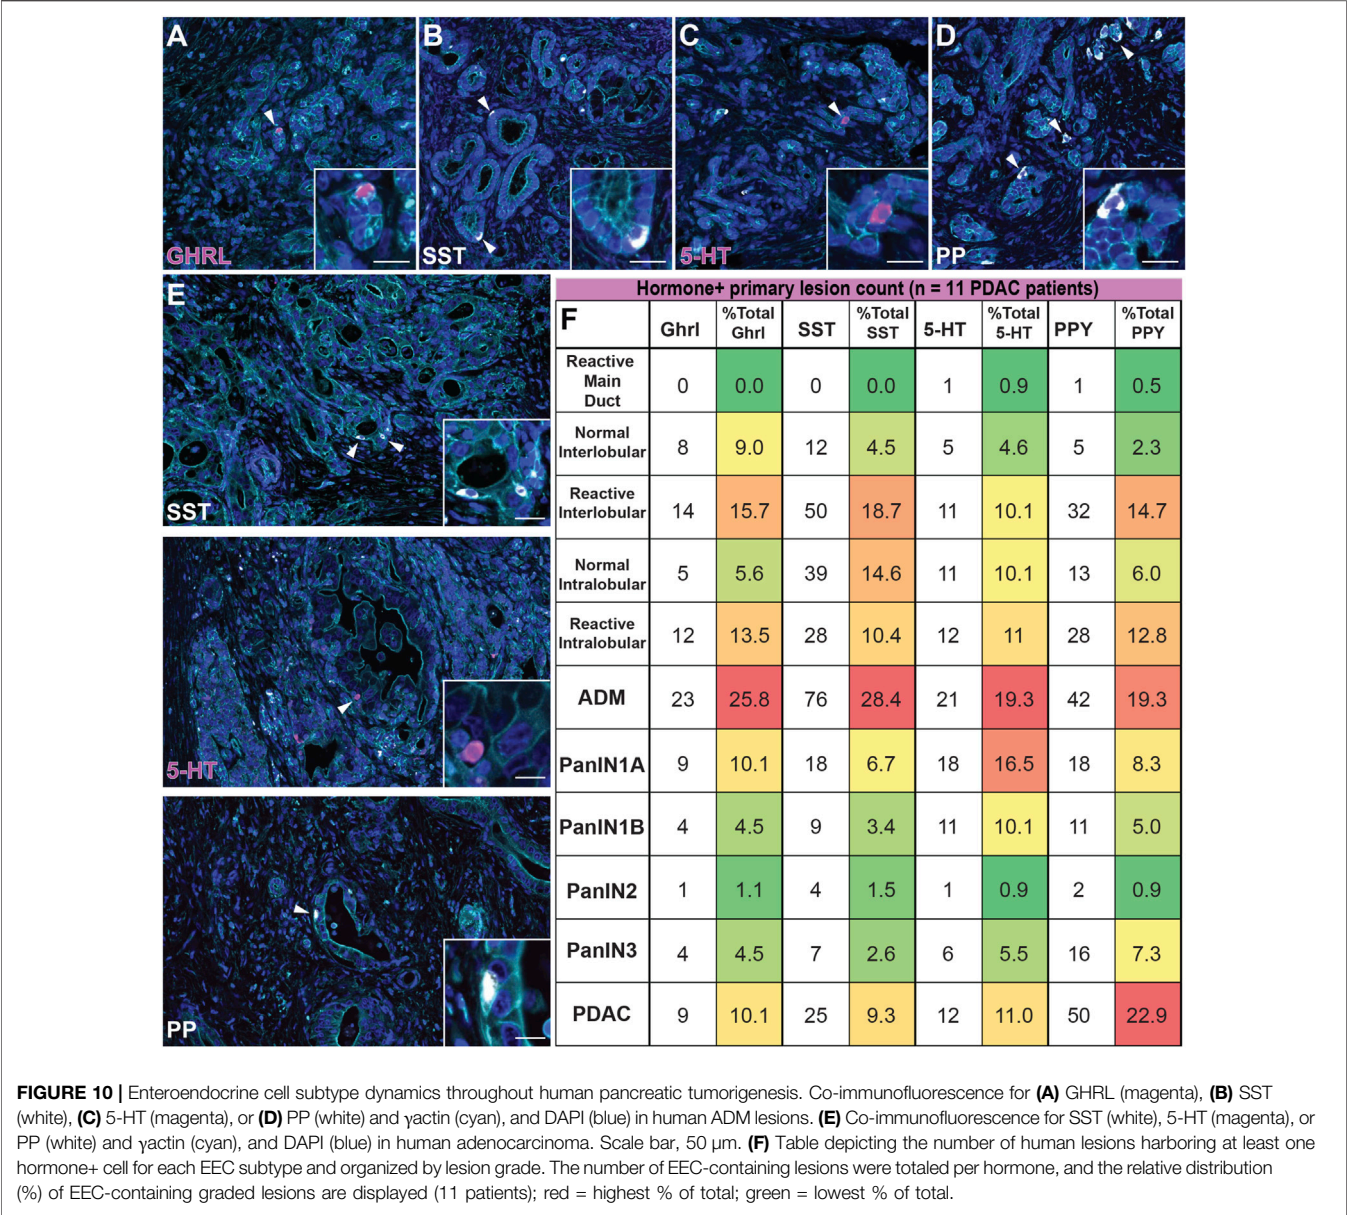 A
B
C
D
GHRL
SST
5-HT
PP
E
SST
5-HT
PP
Hormone+ primary lesion count (n = 11 PDAC patients)
F Ghrl %Total Ghrl SST %Total SST 5-HT %Total 5-HT PPY %Total PPY
Reactive Main Duct 0 0.0 0 0.0 1 0.9 1 0.5
Normal Interlobular 8 9.0 12 4.5 5 4.6 5 2.3
Reactive Interlobular 14 15.7 50 18.7 11 10.1 32 14.7
Normal Intralobular 5 5.6 39 14.6 11 10.1 13 6.0
Reactive Intralobular 12 13.5 28 10.4 12 11 28 12.8
ADM 23 25.8 76 28.4 21 19.3 42 19.3
PanIN1A 9 10.1 18 6.7 18 16.5 18 8.3
PanIN1B 4 4.5 9 3.4 11 10.1 11 5.0
PanIN2 1 1.1 4 1.5 1 0.9 2 0.9
PanIN3 4 4.5 7 2.6 6 5.5 16 7.3
PDAC 9 10.1 25 9.3 12 11.0 50 22.9
FIGURE 10 | Enteroendocrine cell subtype dynamics throughout human pancreatic tumorigenesis. Co-immunofluorescence for (A) GHRL (magenta), (B) SST
(white), (C) 5-HT (magenta), or (D) PP (white) and γactin (cyan), and DAPI (blue) in human ADM lesions. (E) Co-immunofluorescence for SST (white), 5-HT (magenta), or
PP (white) and γactin (cyan), and DAPI (blue) in human adenocarcinoma. Scale bar, 50 μm. (F) Table depicting the number of human lesions harboring at least one
hormone+ cell for each EEC subtype and organized by lesion grade. The number of EEC-containing lesions were totaled per hormone, and the relative distribution
(%) of EEC-containing graded lesions are displayed (11 patients); red = highest % of total; green = lowest % of total.